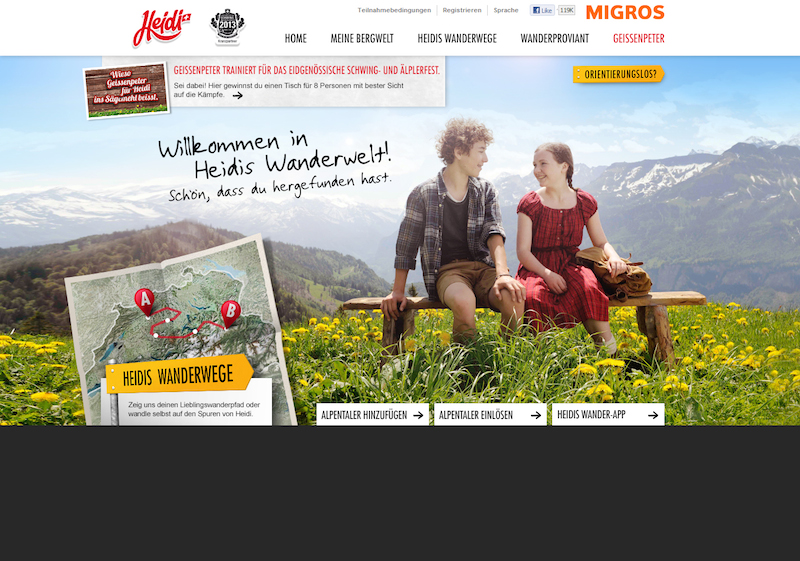 Heidi
2013
Teilnahmebedingungen
Registrieren
Sprache
Like
119K
MIGROS
HOME
MEINE BERGWELT
HEIDIS WANDERWEGE
WANDERPROVIANT
GEISSENPETER
Wieso
Geissenpeter
für Heidi
ins Sägemehl beisst.
GEISSENPETER TRAINIERT FÜR DAS EIDGENÖSSISCHE SCHWING- UND ÄLPLERFEST.
Sei dabei! Hier gewinnst du einen Tisch für 8 Personen mit bester Sicht
auf die Kämpfe.
ORIENTIERUNGSLOS?
Willkommen in
Heidis Wanderwelt!
Schön, dass du hergefunden hast.
A
B
HEIDIS WANDERWEGE
Zeig uns deinen Lieblingswanderpfad oder
wandle selbst auf den Spuren von Heidi.
ALPENTALER HINZUFÜGEN
ALPENTALER EINLÖSEN
HEIDIS WANDER-APP